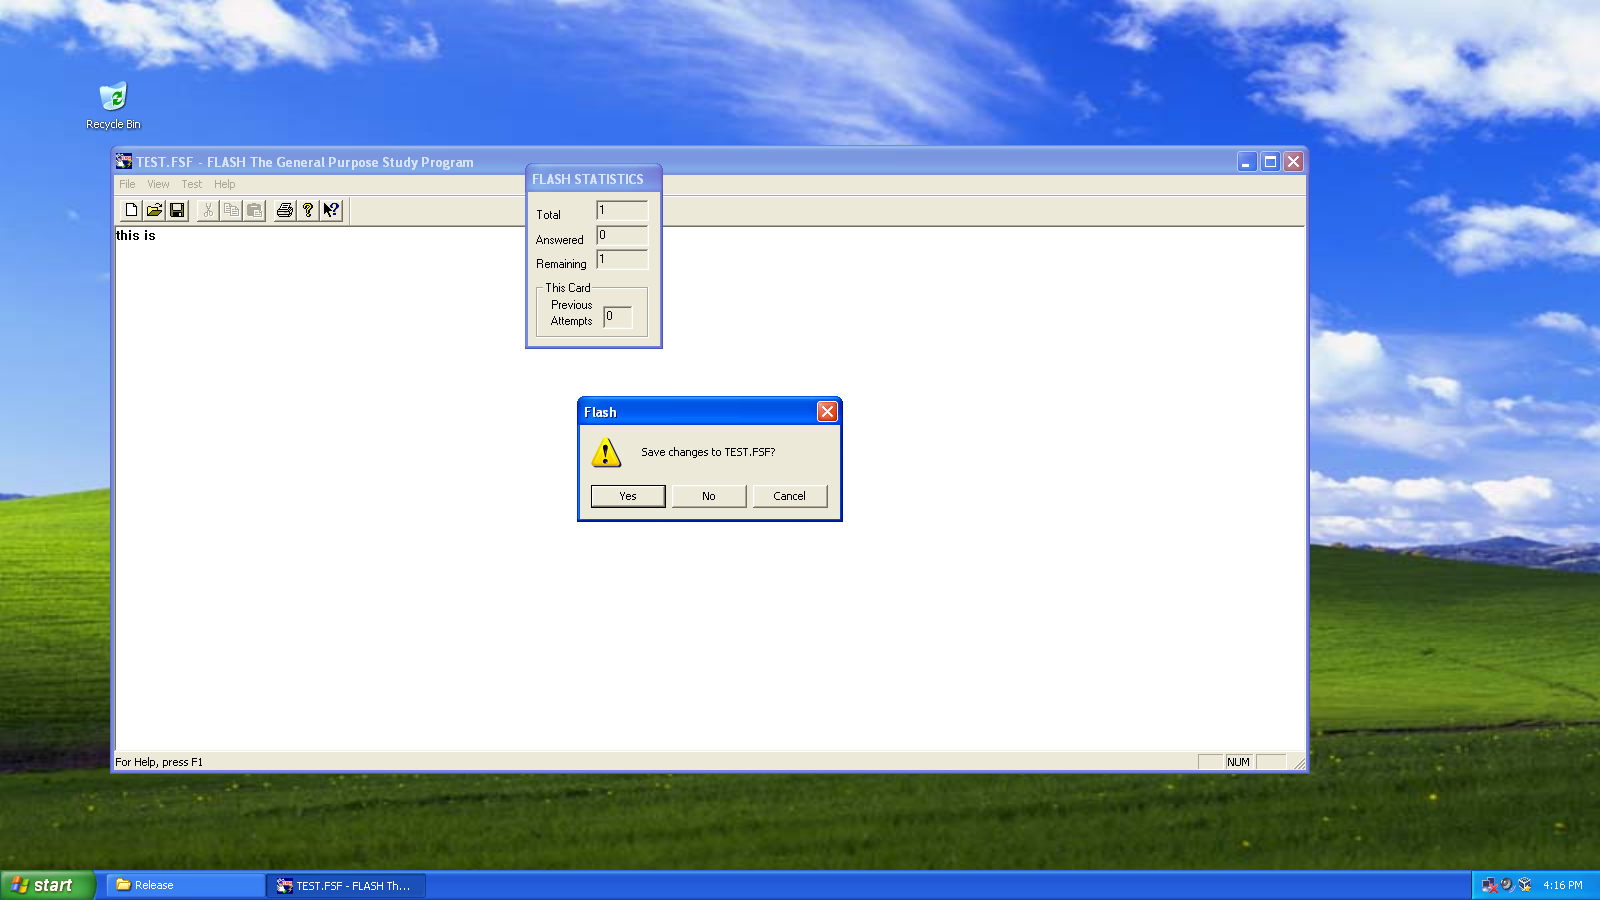 Recycle Bin
TEST.FSF - FLASH The General Purpose Study Program
File View Test Help
this is
FLASH STATISTICS
Total 1
Answered 0
Remaining 1
This Card
Previous
Attempts 0
Flash
Save changes to TEST.FSF?
Yes No Cancel
For Help, press F1
NUM
start
Release
TEST.FSF - FLASH Th...
4:16 PM